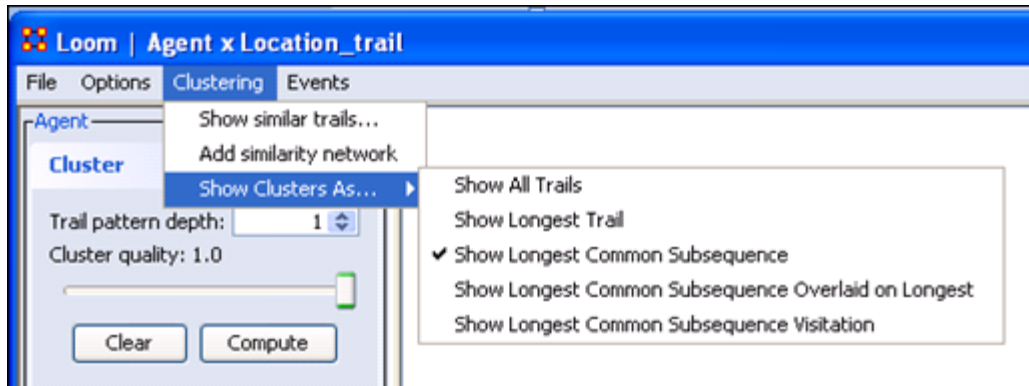 Loom | Agent x Location_trail
File Options Clustering Events
Agent
Show similar trails...
Add similarity network
Show Clusters As...
Cluster
Trail pattern depth: 1
Cluster quality: 1.0
Clear Compute
Show All Trails
Show Longest Trail
Show Longest Common Subsequence
Show Longest Common Subsequence Overlaid on Longest
Show Longest Common Subsequence Visitation